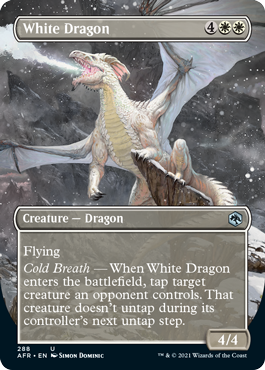 White Dragon 4
Creature — Dragon
Flying
Cold Breath — When White Dragon
enters the battlefield, tap target
creature an opponent controls. That
creature doesn't untap during its
controller's next untap step.
4/4
288 U
AFR • EN SIMON DOMINIC ™ & © 2021 Wizards of the Coast